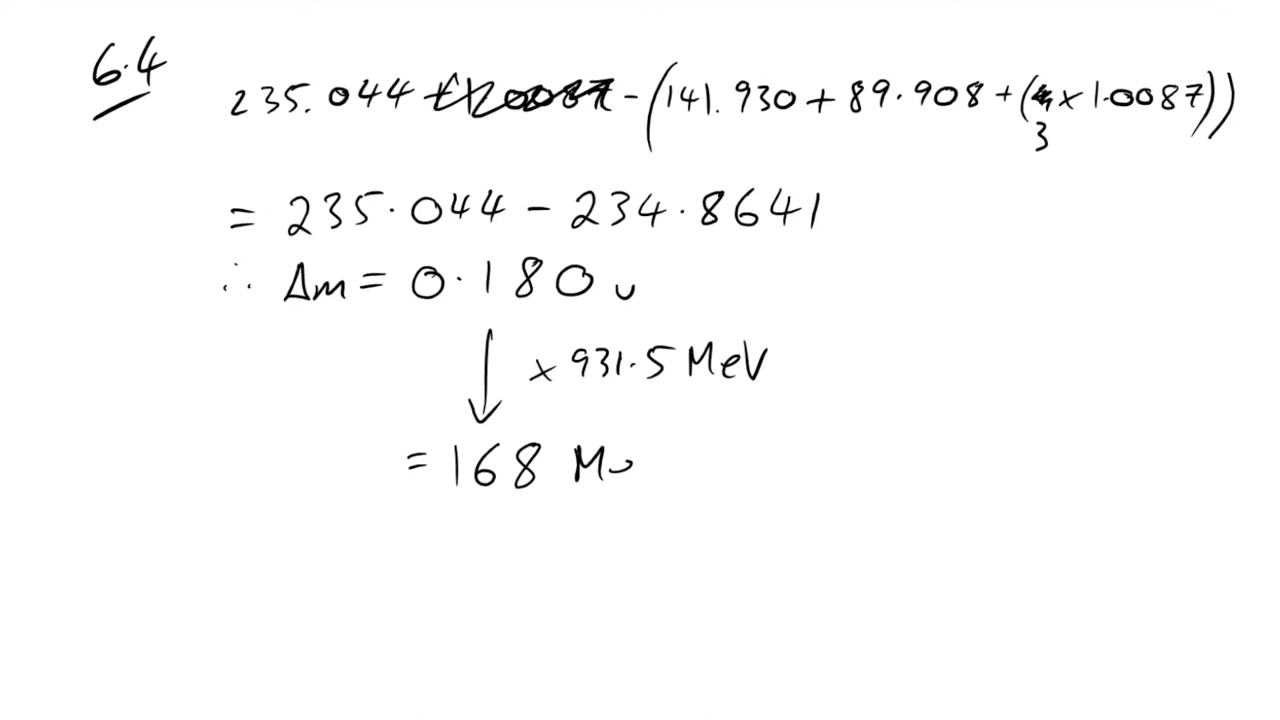 6.4
235.044 - (141.930 + 89.908 + (3 × 1.0087))
= 235.044 - 234.8641
∴ Δm = 0.180 u
× 931.5 MeV
= 168 M